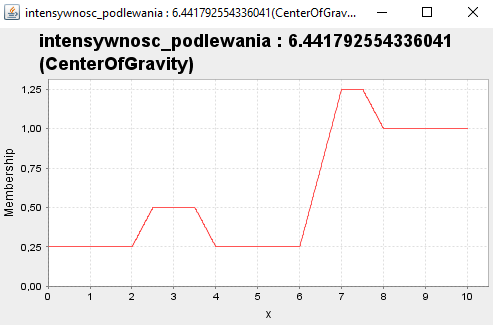 intensywnosc_podlewania : 6.441792554336041(CenterOfGrav...
intensywnosc_podlewania : 6.441792554336041
(CenterOfGravity)
1,25
1,00
0,75
0,50
0,25
0,00
Membership
0 1 2 3 4 5 6 7 8 9 10
x